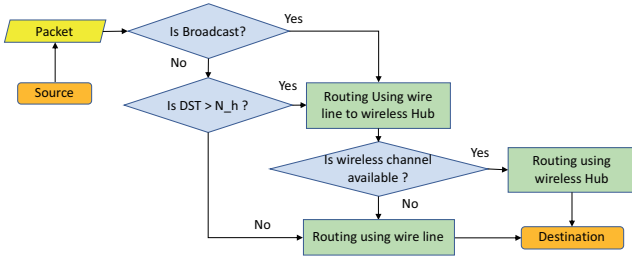 Packet
Is Broadcast?
Yes
No
Source
Is DST > N_h ?
Yes
Routing Using wire
line to wireless Hub
Is wireless channel
available ?
Yes
Routing using
wireless Hub
No
No
Routing using wire line
Destination